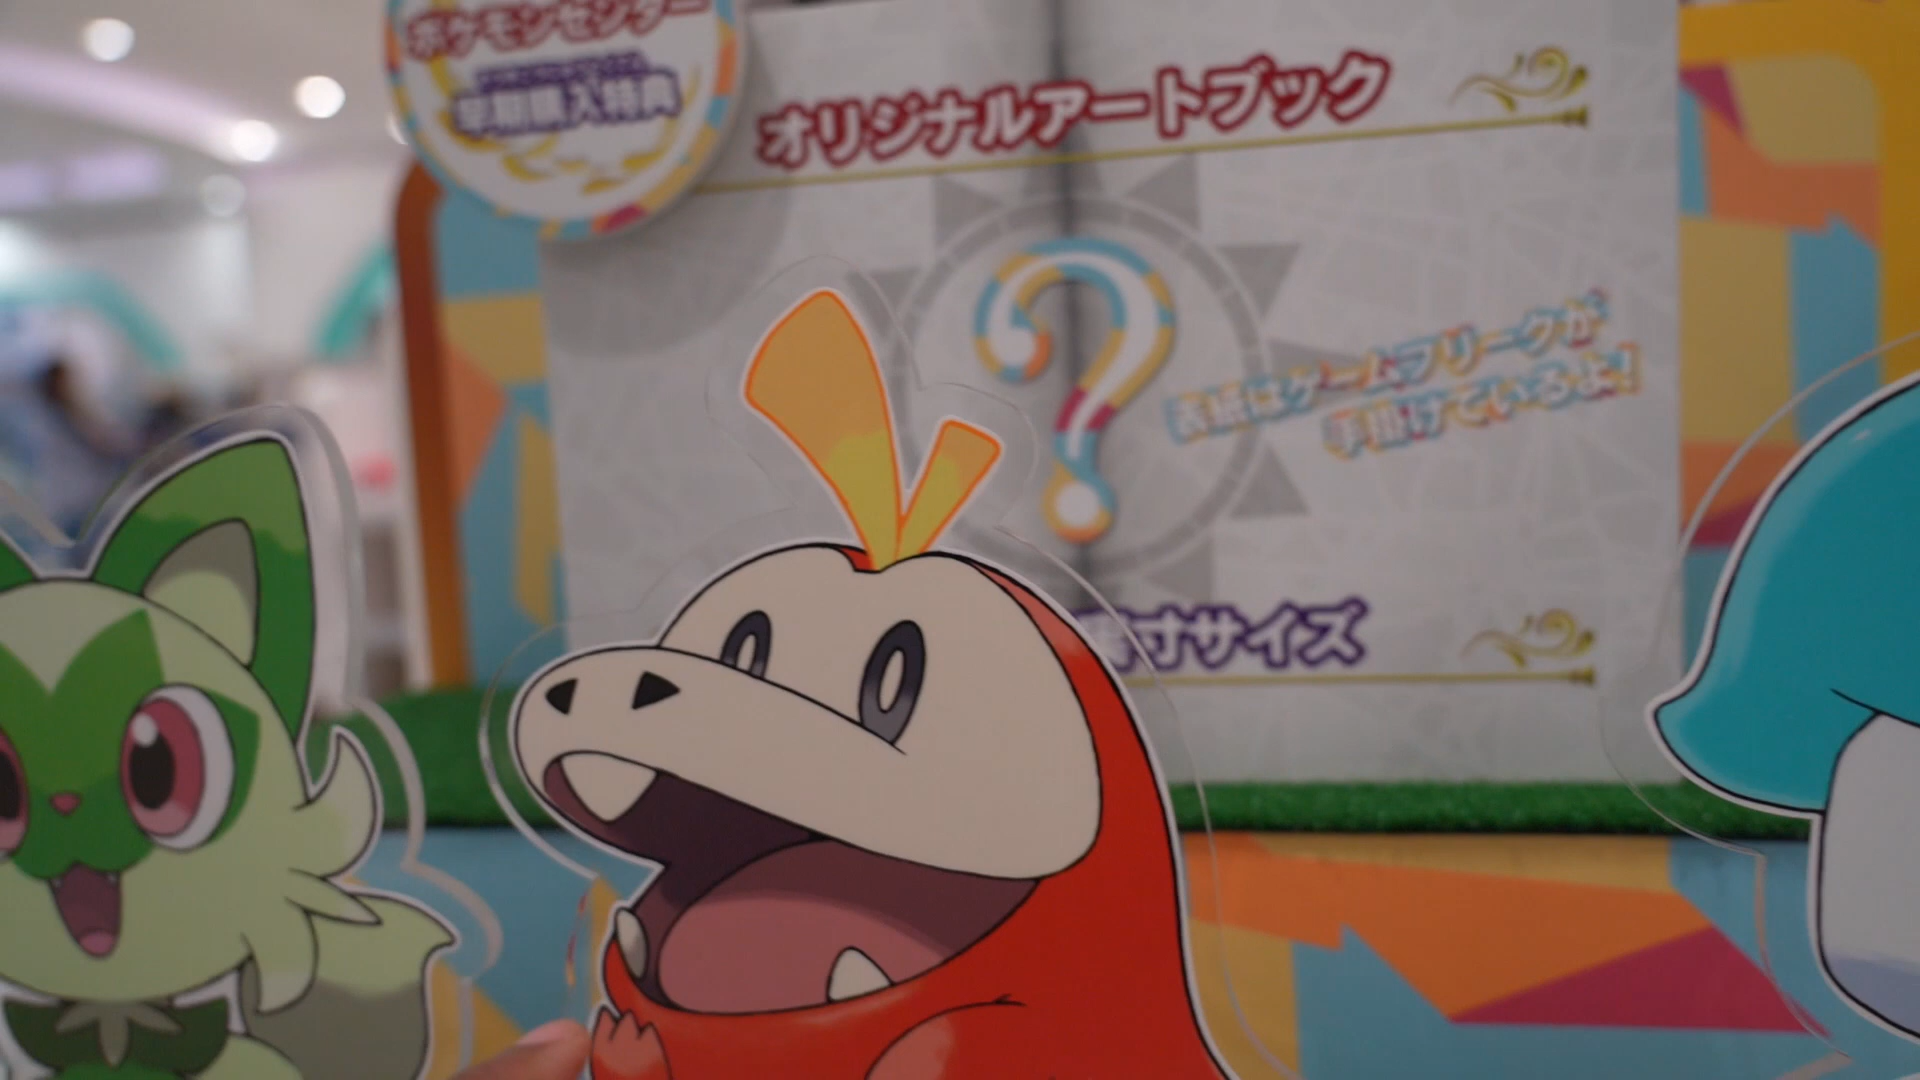 ポケモンセンター
早期購入特典
オリジナルアートブック
表紙はゲームフリークが
手掛けているよ!
実寸サイズ